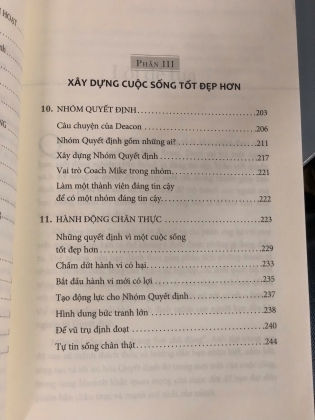 PHẦN III
XÂY DỰNG CUỘC SỐNG TỐT ĐẸP HƠN
10. NHÓM QUYẾT ĐỊNH 203
Câu chuyện của Deacon 206
Nhóm Quyết định gồm những ai? 211
Xây dựng Nhóm Quyết định 217
Vai trò Coach Mike trong nhóm 221
Làm một thành viên đáng tin cậy
để có một nhóm đáng tin cậy 222
11. HÀNH ĐỘNG CHÂN THỰC 223
Những quyết định vì một cuộc sống
tốt đẹp hơn 229
Chấm dứt hành vi có hại 233
Bắt đầu hành vi mới có lợi 235
Tạo động lực cho Nhóm Quyết định 237
Hình dung bức tranh lớn 238
Để vũ trụ định đoạt 240
Tự tin sống chân thật 244